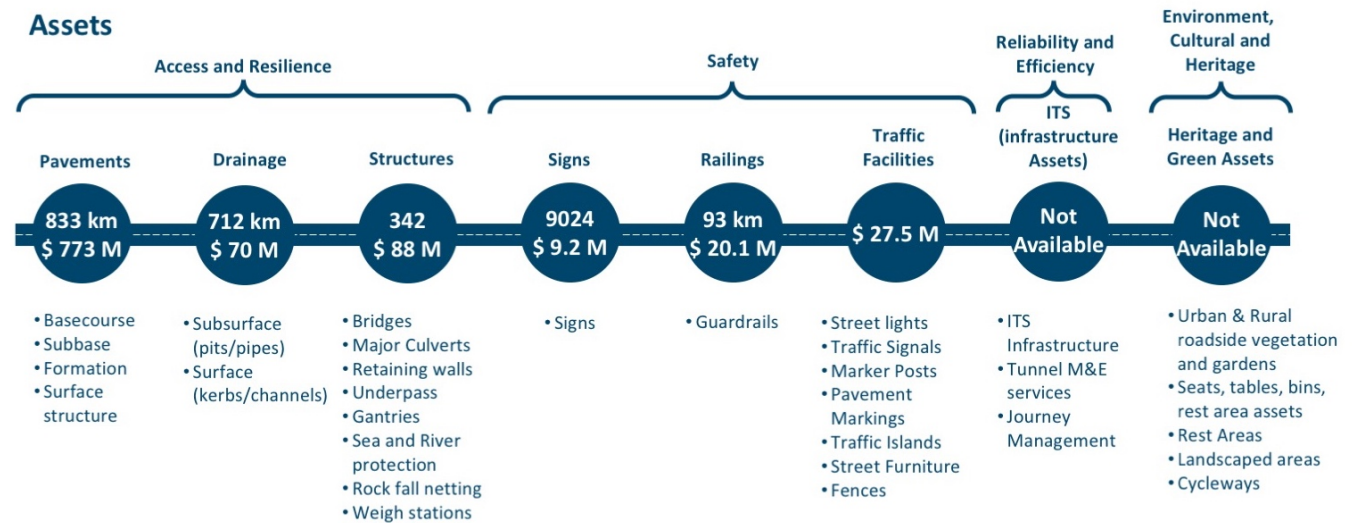 Assets
Access and Resilience
Safety
Reliability and
Efficiency
Environment,
Cultural and
Heritage
Pavements
Drainage
Structures
Signs
Railings
Traffic
Facilities
ITS
(infrastructure
Assets)
Heritage and
Green Assets
833 km
$ 773 M
712 km
$ 70 M
342
$ 88 M
9024
$ 9.2 M
93 km
$ 20.1 M
$ 27.5 M
Not
Available
Not
Available
• Basecourse
• Subbase
• Formation
• Surface
structure
• Subsurface
(pits/pipes)
• Surface
(kerbs/channels)
• Bridges
• Major Culverts
• Retaining walls
• Underpass
• Gantries
• Sea and River
protection
• Rock fall netting
• Weigh stations
• Signs
• Guardrails
• Street lights
• Traffic Signals
• Marker Posts
• Pavement
Markings
• Traffic Islands
• Street Furniture
• Fences
• ITS
Infrastructure
• Tunnel M&E
services
• Journey
Management
• Urban & Rural
roadside vegetation
and gardens
• Seats, tables, bins,
rest area assets
• Rest Areas
• Landscaped areas
• Cycleways